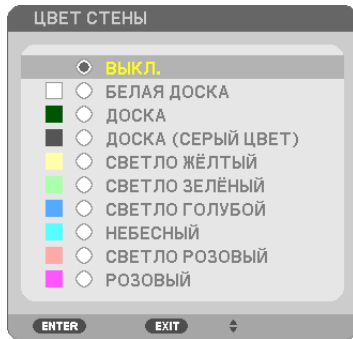 ЦВЕТ СТЕНЫ
ВЫКЛ.
БЕЛАЯ ДОСКА
ДОСКА
ДОСКА (СЕРЫЙ ЦВЕТ)
СВЕТЛО ЖЁЛТЫЙ
СВЕТЛО ЗЕЛЁНЫЙ
СВЕТЛО ГОЛУБОЙ
НЕБЕСНЫЙ
СВЕТЛО РОЗОВЫЙ
РОЗОВЫЙ
ENTER EXIT